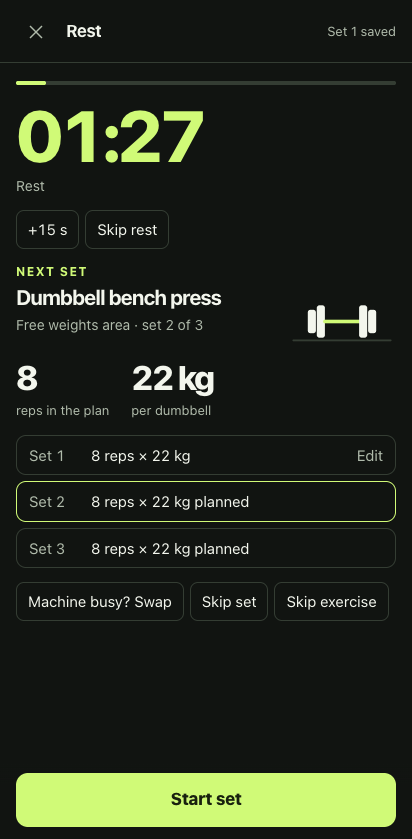 Rest
Set 1 saved
01:27
Rest
+15 s
Skip rest
NEXT SET
Dumbbell bench press
Free weights area · set 2 of 3
8
22 kg
reps in the plan
per dumbbell
Set 1 8 reps × 22 kg Edit
Set 2 8 reps × 22 kg planned
Set 3 8 reps × 22 kg planned
Machine busy? Swap
Skip set
Skip exercise
Start set